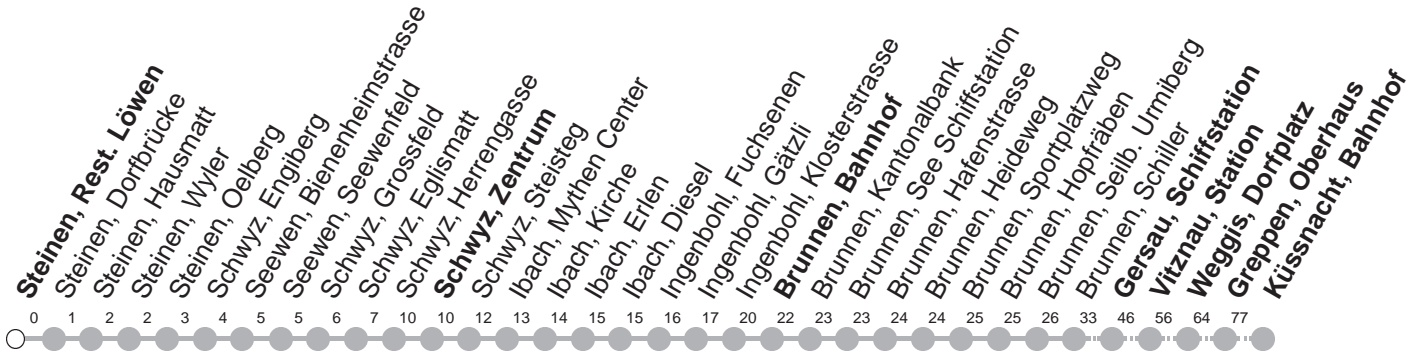 Steinen, Rest. Löwen
Steinen, Dorfbrücke
Steinen, Hausmatt
Steinen, Wyler
Steinen, Oelberg
Schwyz, Engiberg
Seewen, Bienenheimstrasse
Seewen, Seewenfeld
Schwyz, Grossfeld
Schwyz, Eglismatt
Schwyz, Herrengasse
Schwyz, Zentrum
Schwyz, Steisteg
Ibach, Mythen Center
Ibach, Kirche
Ibach, Erlen
Ibach, Diesel
Ingenbohl, Fuchsenen
Ingenbohl, Gätzli
Ingenbohl, Klosterstrasse
Brunnen, Bahnhof
Brunnen, Kantonalbank
Brunnen, See Schiffstation
Brunnen, Hafenstrasse
Brunnen, Heideweg
Brunnen, Sportplatzweg
Brunnen, Hopfräben
Brunnen, Seilb. Urmiberg
Brunnen, Schiller
Gersau, Schiffstation
Vitznau, Station
Weggis, Dorfplatz
Greppen, Oberhaus
Küssnacht, Bahnhof
0 1 2 2 3 4 5 5 6 7 10 10 12 13 14 15 15 16 17 20 22 23 23 24 24 25 25 26 33 46 56 64 77